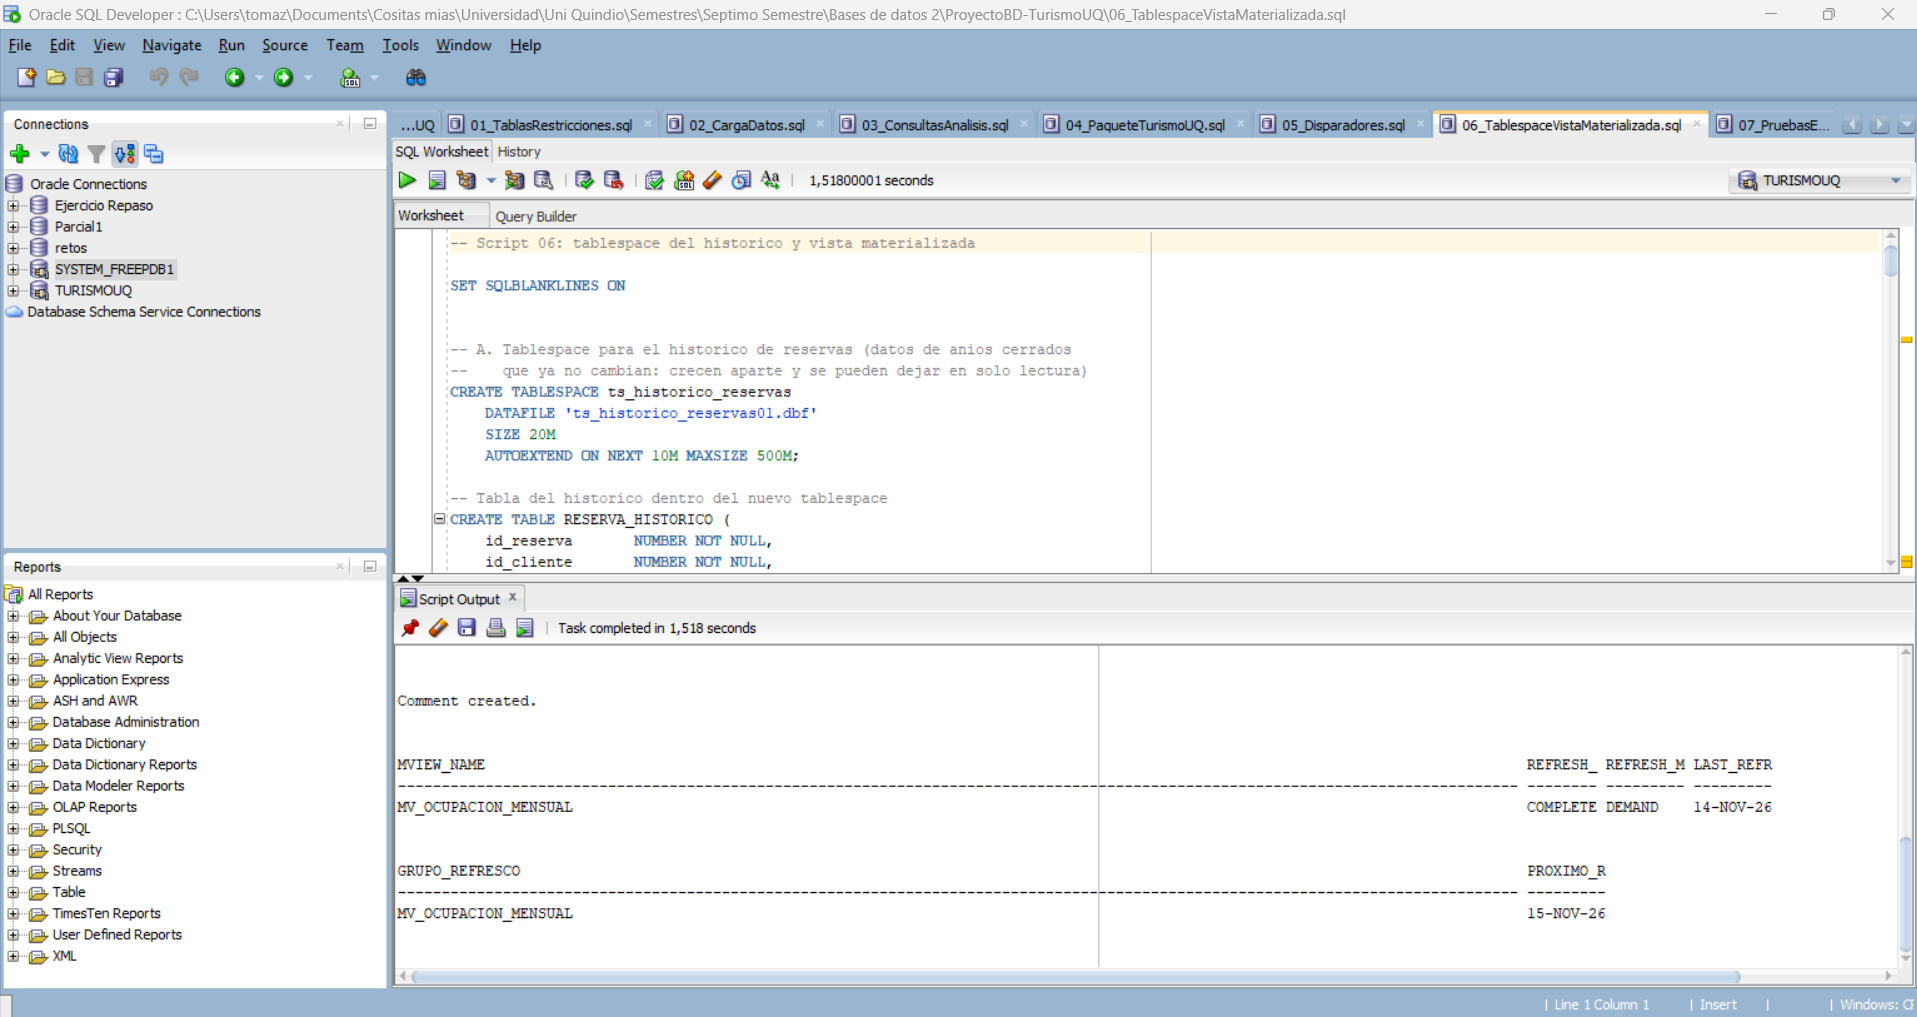 Oracle SQL Developer : C:\Users\tomaz\Documents\Cositas mias\Universidad\Uni Quindio\Semestres\Septimo Semestre\Bases de datos 2\ProyectoBD-TurismoUQ\06_TablespaceVistaMaterializada.sql
File Edit View Navigate Run Source Team Tools Window Help
Connections
Oracle Connections
Ejercicio Repaso
Parcial1
retos
SYSTEM_FREEPDB1
TURISMOUQ
Database Schema Service Connections
Reports
All Reports
About Your Database
All Objects
Analytic View Reports
Application Express
ASH and AWR
Database Administration
Data Dictionary
Data Dictionary Reports
Data Modeler Reports
OLAP Reports
PLSQL
Security
Streams
Table
TimesTen Reports
User Defined Reports
XML
...UQ 01_TablasRestricciones.sql 02_CargaDatos.sql 03_ConsultasAnalisis.sql 04_PaqueteTurismoUQ.sql 05_Disparadores.sql 06_TablespaceVistaMaterializada.sql 07_PruebasE...
SQL Worksheet History
1,51800001 seconds
TURISMOUQ
Worksheet Query Builder
-- Script 06: tablespace del historico y vista materializada
SET SQLBLANKLINES ON
-- A. Tablespace para el historico de reservas (datos de anios cerrados
-- que ya no cambian: crecen aparte y se pueden dejar en solo lectura)
CREATE TABLESPACE ts_historico_reservas
DATAFILE 'ts_historico_reservas01.dbf'
SIZE 20M
AUTOEXTEND ON NEXT 10M MAXSIZE 500M;
-- Tabla del historico dentro del nuevo tablespace
CREATE TABLE RESERVA_HISTORICO (
id_reserva NUMBER NOT NULL,
id_cliente NUMBER NOT NULL,
Script Output
Task completed in 1,518 seconds
Comment created.
MVIEW_NAME REFRESH_ REFRESH_M LAST_REFR
MV_OCUPACION_MENSUAL COMPLETE DEMAND 14-NOV-26
GRUPO_REFRESCO PROXIMO_R
MV_OCUPACION_MENSUAL 15-NOV-26
Line 1 Column 1 | Insert | | Windows: C